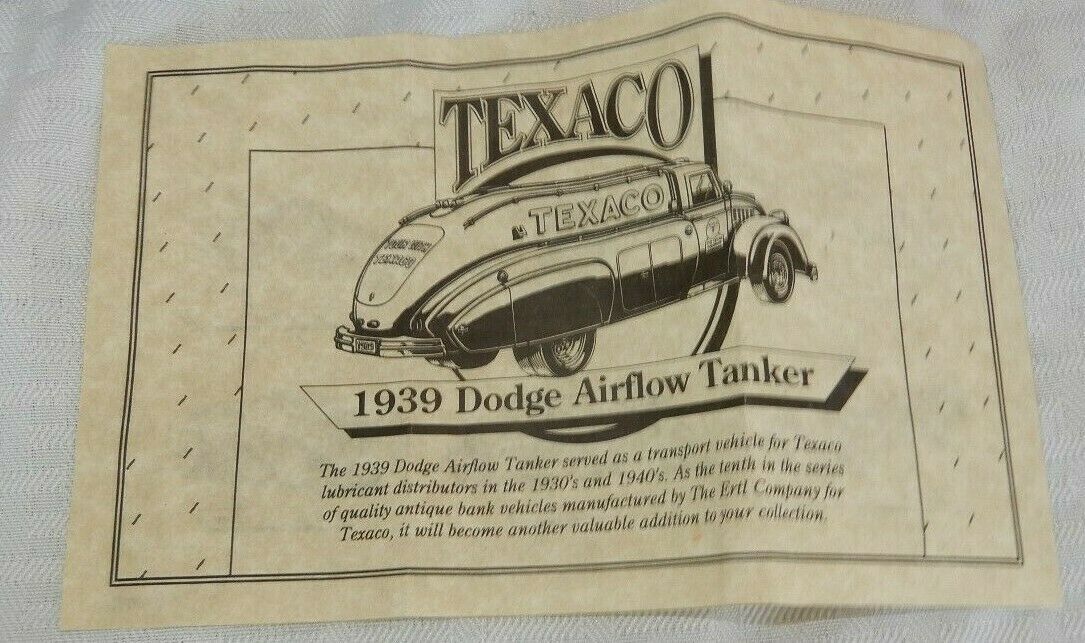 TEXACO
TEXACO
TEXACO
1939 Dodge Airflow Tanker
The 1939 Dodge Airflow Tanker served as a transport vehicle for Texaco
lubricant distributors in the 1930's and 1940's. As the tenth in the series
of quality antique bank vehicles manufactured by The Ertl Company for
Texaco, it will become another valuable addition to your collection.